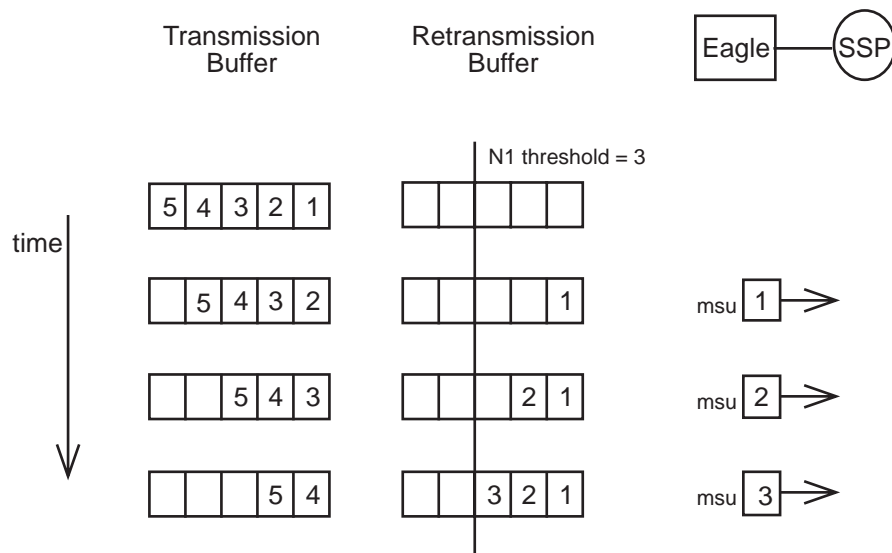 Transmission Buffer
Retransmission Buffer
Eagle
SSP
N1 threshold = 3
time
5 4 3 2 1
5 4 3 2
1
msu 1
5 4 3
2 1
msu 2
5 4
3 2 1
msu 3